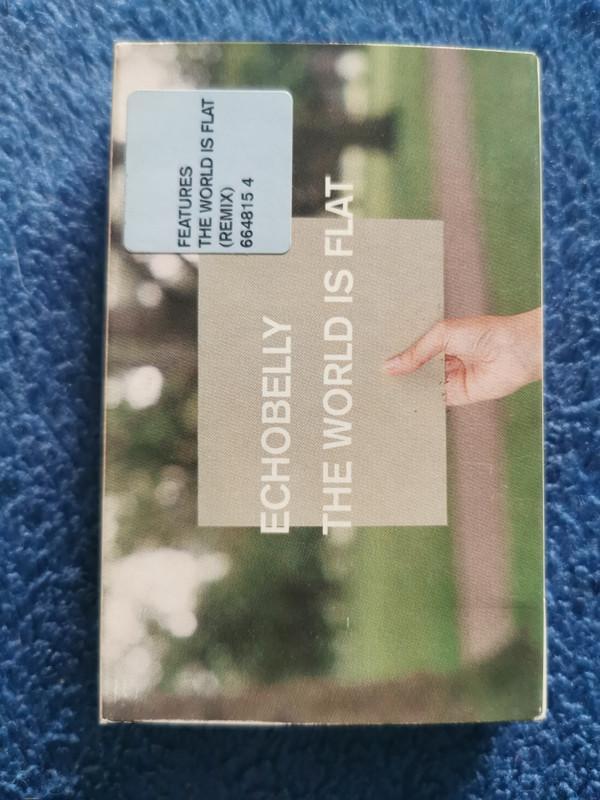 FEATURES
THE WORLD IS FLAT
(REMIX)
664815 4
ECHOBELLY
THE WORLD IS FLAT